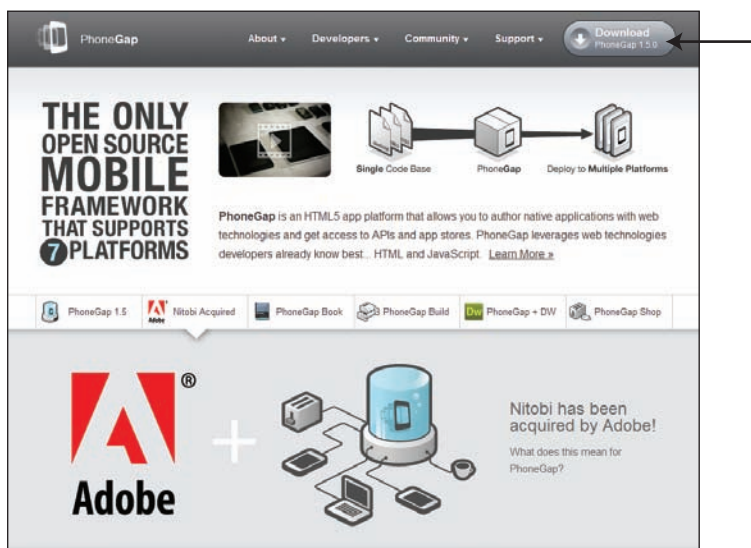 PhoneGap
About
Developers
Community
Support
Download
PhoneGap 1.5.0
THE ONLY
OPEN SOURCE
MOBILE
FRAMEWORK
THAT SUPPORTS
7 PLATFORMS
Single Code Base
PhoneGap
Deploy to Multiple Platforms
PhoneGap is an HTML5 app platform that allows you to author native applications with web
technologies and get access to APIs and app stores. PhoneGap leverages web technologies
developers already know best... HTML and JavaScript. Learn More »
PhoneGap 1.5
Adobe
Nitobi Acquired
PhoneGap Book
PhoneGap Build
Dw
PhoneGap + DW
PhoneGap Shop
®
Adobe
+
Nitobi has been
acquired by Adobe!
What does this mean for
PhoneGap?